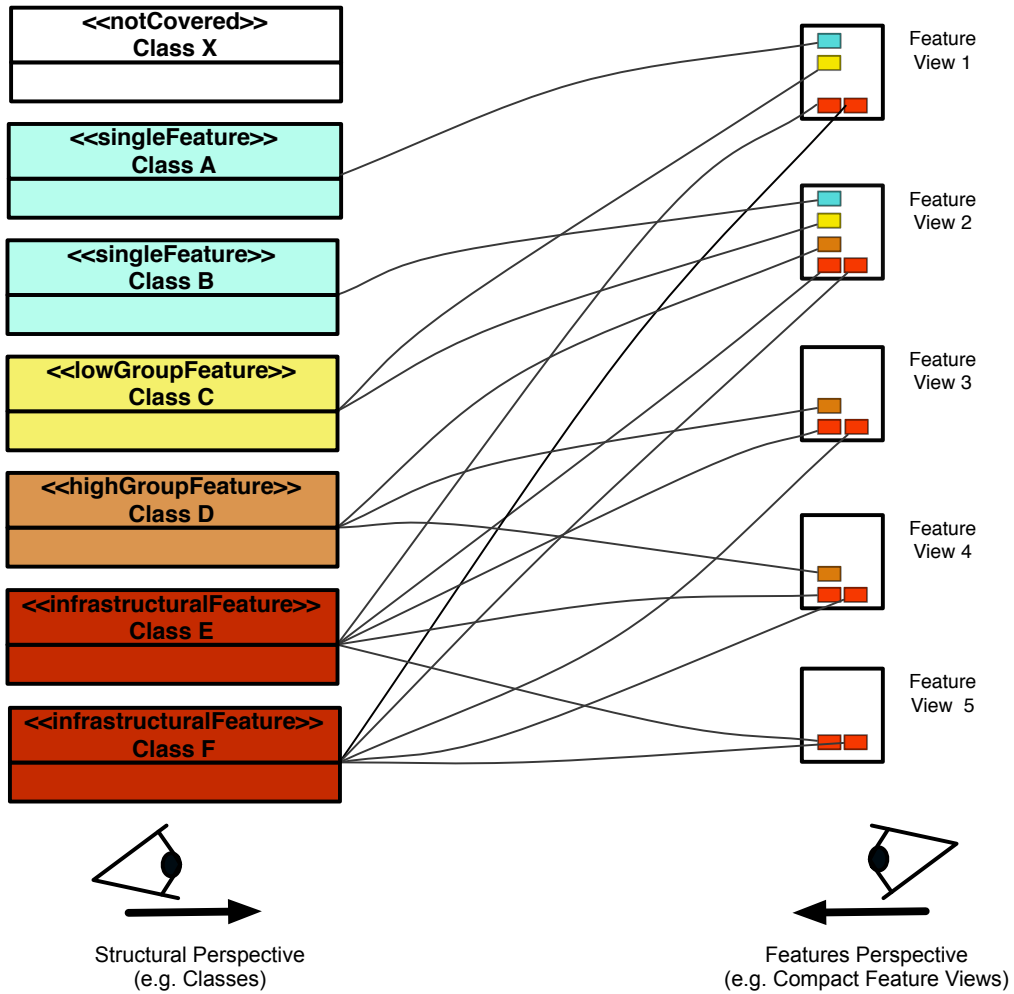 <<notCovered>>
Class X
<<singleFeature>>
Class A
<<singleFeature>>
Class B
<<lowGroupFeature>>
Class C
<<highGroupFeature>>
Class D
<<infrastructuralFeature>>
Class E
<<infrastructuralFeature>>
Class F
Feature
View 1
Feature
View 2
Feature
View 3
Feature
View 4
Feature
View 5
Structural Perspective
(e.g. Classes)
Features Perspective
(e.g. Compact Feature Views)